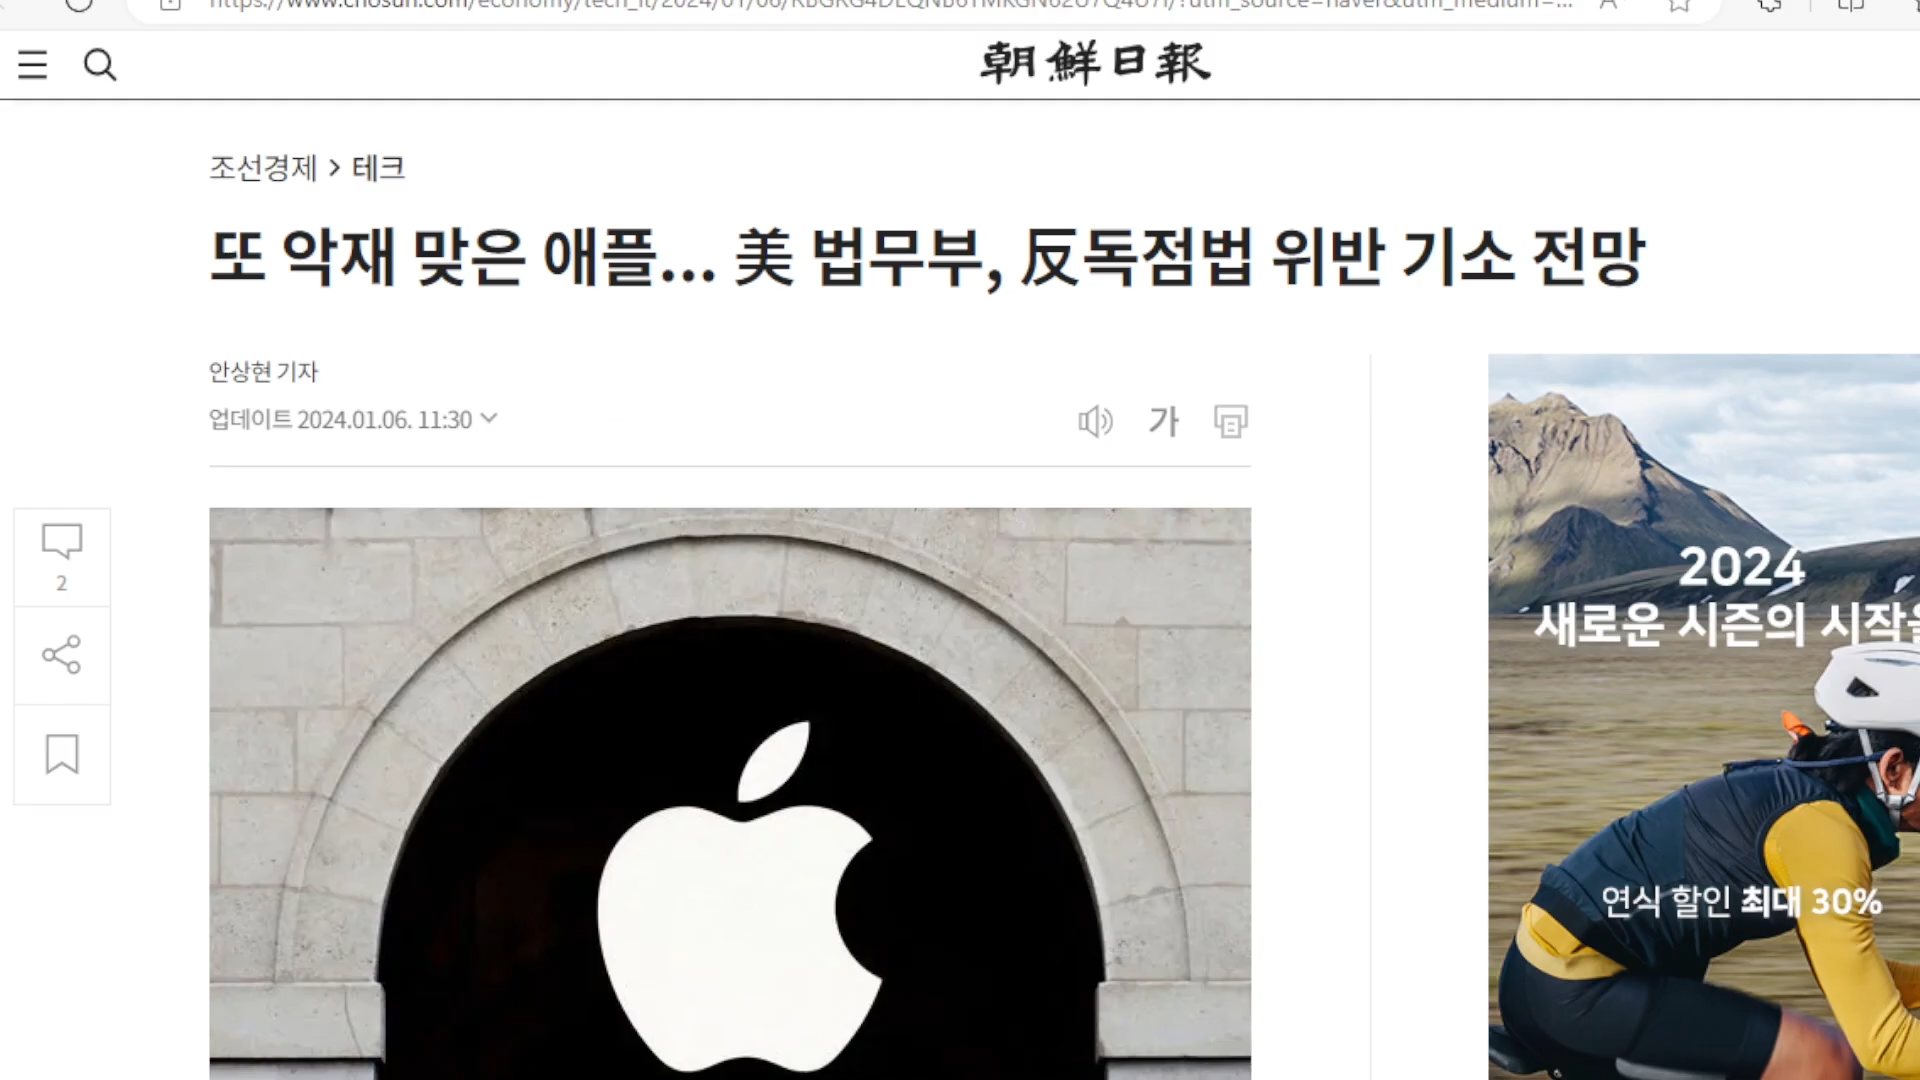 朝鮮日報
조선경제 > 테크
또 악재 맞은 애플... 美 법무부, 反독점법 위반 기소 전망
안상현 기자
업데이트 2024.01.06. 11:30
가
2
2024
새로운 시즌의 시작을
연식 할인 최대 30%